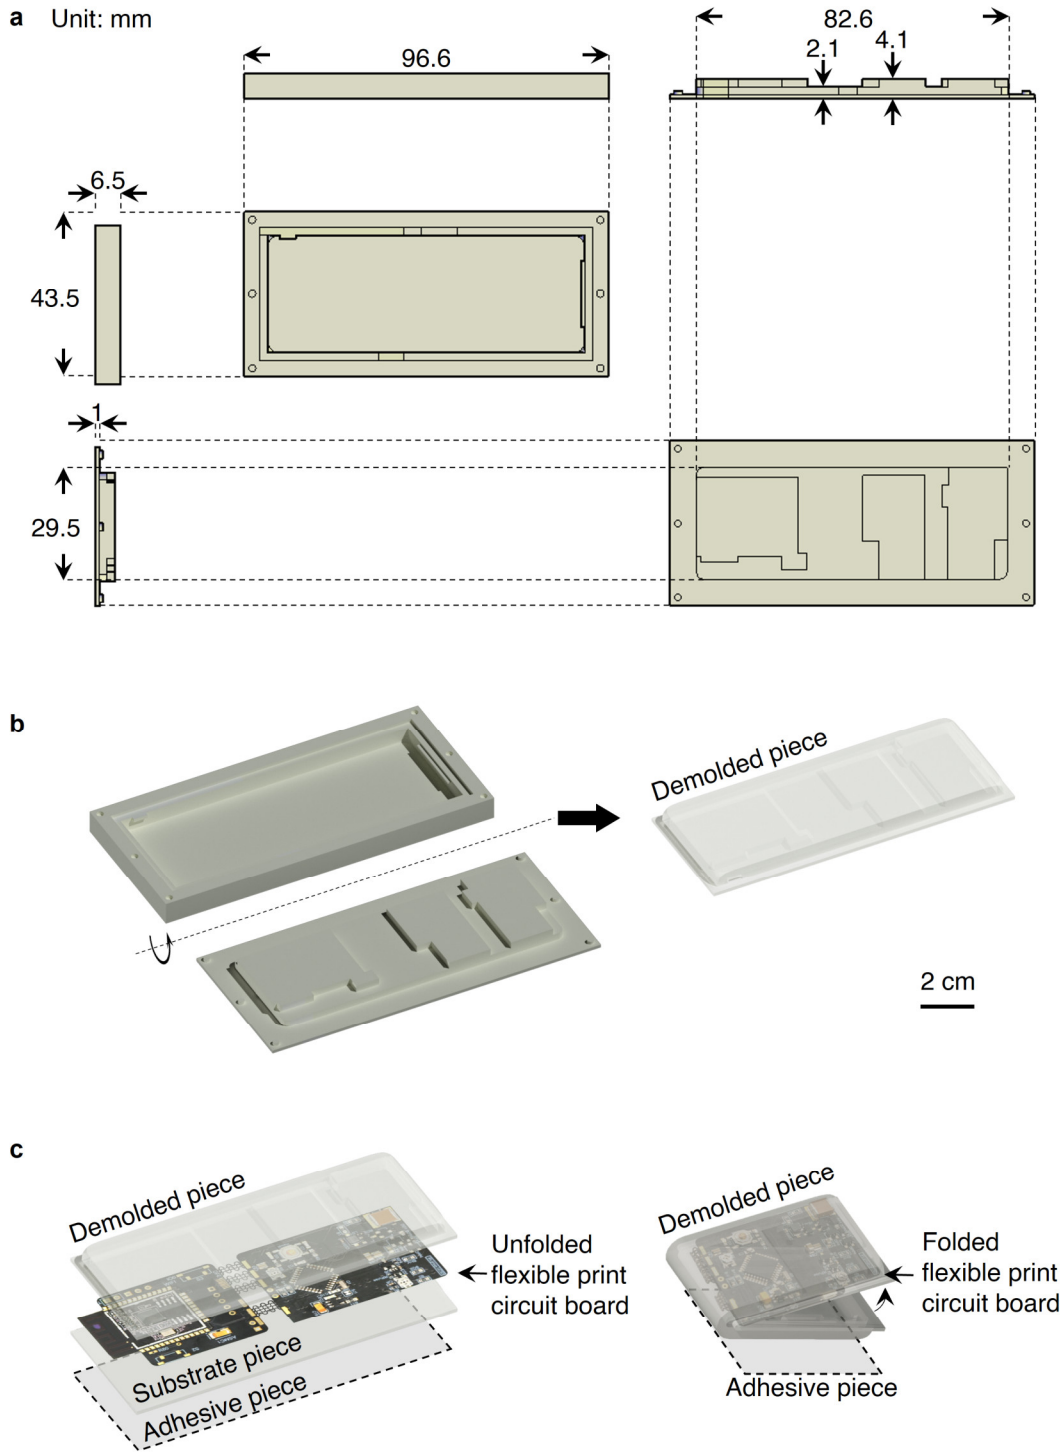 a Unit: mm
82.6
2.1 4.1
96.6
6.5
43.5
1
29.5
b
Demolded piece
2 cm
c
Demolded piece
Unfolded
flexible print
circuit board
Substrate piece
Adhesive piece
Demolded piece
Folded
flexible print
circuit board
Adhesive piece